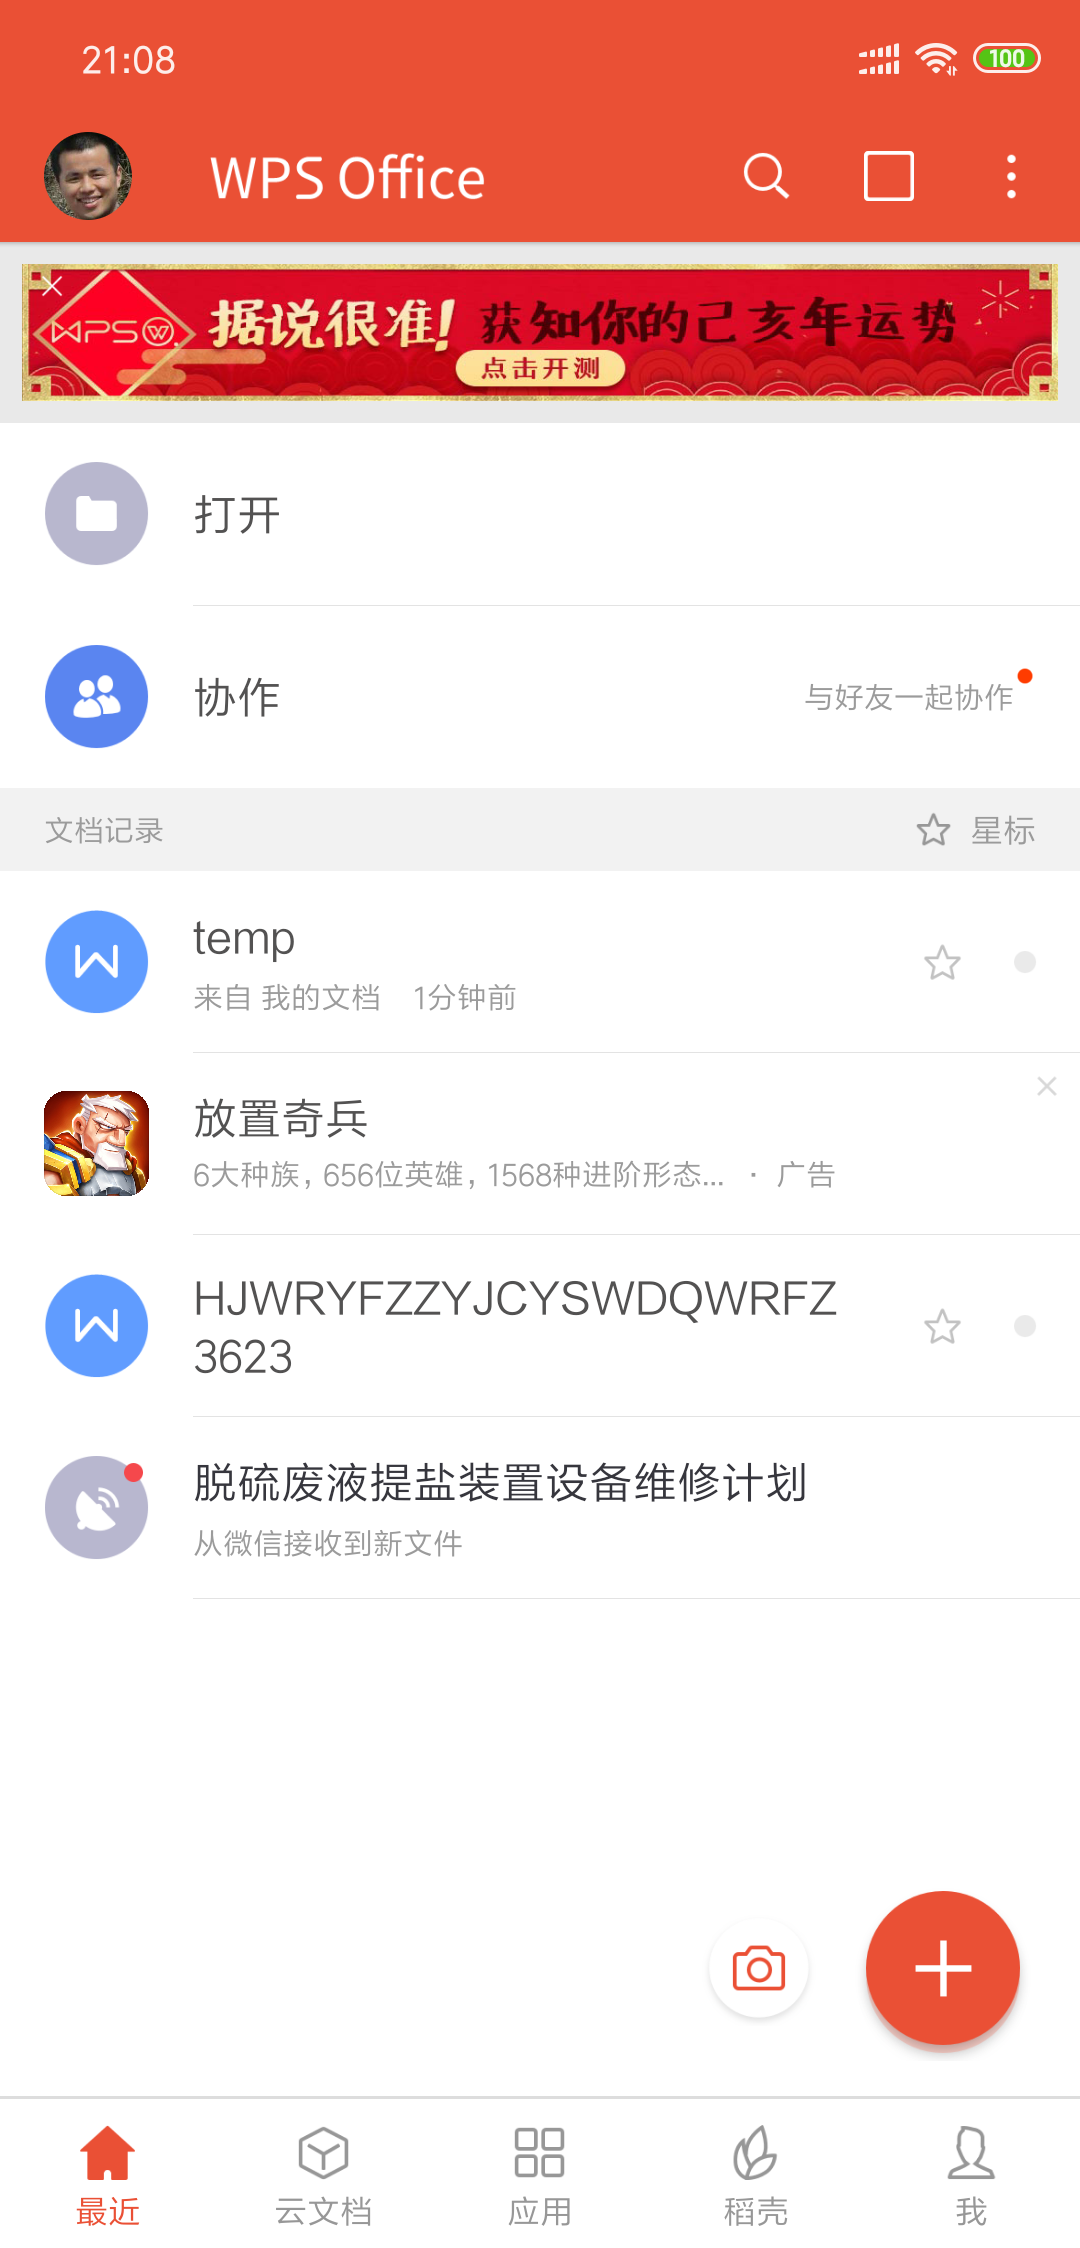 21:08
100
WPS Office
WPS
据说很准! 获知你的己亥年运势
点击开测
打开
协作
与好友一起协作
文档记录
星标
temp
来自 我的文档 1分钟前
放置奇兵
6大种族, 656位英雄, 1568种进阶形态... · 广告
HJWRYFZZYJCYSWDQWRFZ
3623
脱硫废液提盐装置设备维修计划
从微信接收到新文件
最近
云文档
应用
稻壳
我